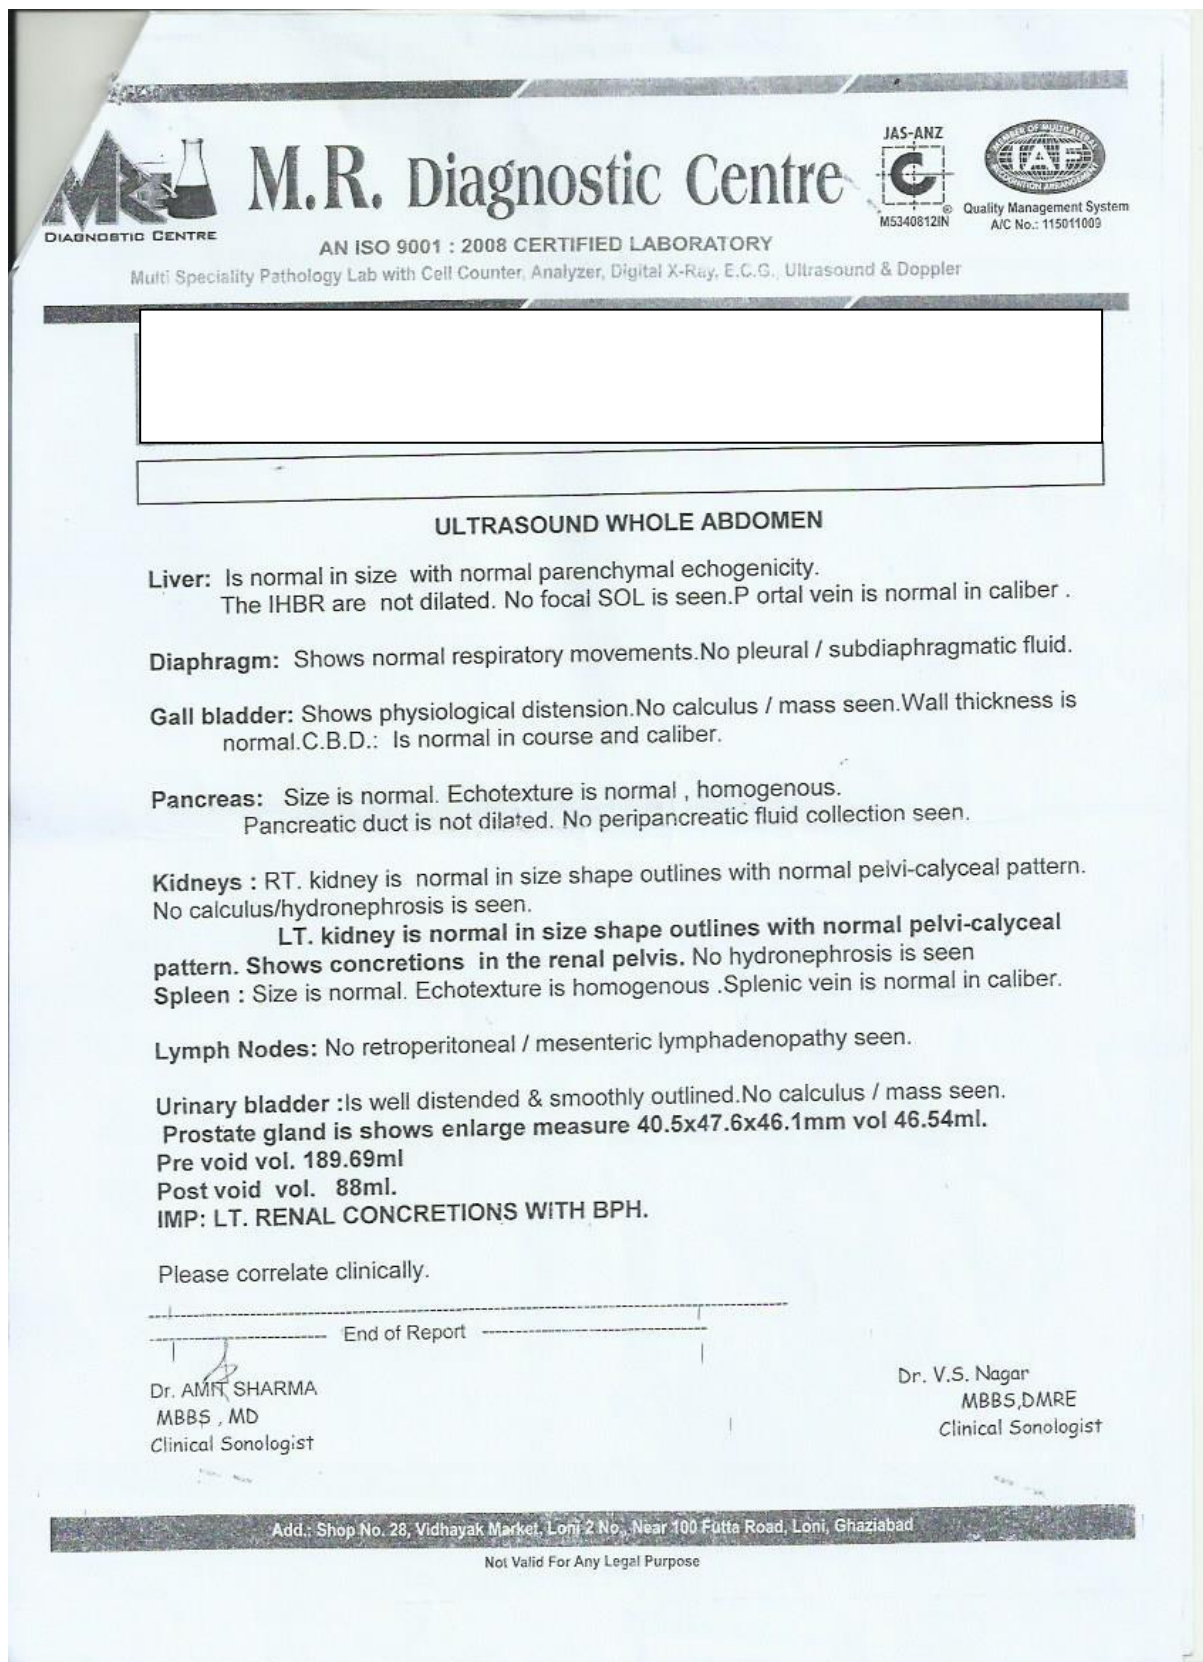 JAS-ANZ
MEMBER OF MULTILATERAL
IAF
RECOGNITION ARRANGEMENT
M.R. Diagnostic Centre
DIAGNOSTIC CENTRE
M5340812IN
Quality Management System
A/C No.: 115011009
AN ISO 9001 : 2008 CERTIFIED LABORATORY
Multi Speciality Pathology Lab with Cell Counter, Analyzer, Digital X-Ray, E.C.G., Ultrasound & Doppler
ULTRASOUND WHOLE ABDOMEN
Liver: Is normal in size with normal parenchymal echogenicity.
The IHBR are not dilated. No focal SOL is seen.P ortal vein is normal in caliber .
Diaphragm: Shows normal respiratory movements.No pleural / subdiaphragmatic fluid.
Gall bladder: Shows physiological distension.No calculus / mass seen.Wall thickness is
normal.C.B.D.: Is normal in course and caliber.
Pancreas: Size is normal. Echotexture is normal , homogenous.
Pancreatic duct is not dilated. No peripancreatic fluid collection seen.
Kidneys : RT. kidney is normal in size shape outlines with normal pelvi-calyceal pattern.
No calculus/hydronephrosis is seen.
LT. kidney is normal in size shape outlines with normal pelvi-calyceal
pattern. Shows concretions in the renal pelvis. No hydronephrosis is seen
Spleen : Size is normal. Echotexture is homogenous .Splenic vein is normal in caliber.
Lymph Nodes: No retroperitoneal / mesenteric lymphadenopathy seen.
Urinary bladder :Is well distended & smoothly outlined.No calculus / mass seen.
Prostate gland is shows enlarge measure 40.5x47.6x46.1mm vol 46.54ml.
Pre void vol. 189.69ml
Post void vol. 88ml.
IMP: LT. RENAL CONCRETIONS WITH BPH.
Please correlate clinically.
End of Report
Dr. AMIT SHARMA
MBBS , MD
Clinical Sonologist
Dr. V.S. Nagar
MBBS,DMRE
Clinical Sonologist
Add.: Shop No. 28, Vidhayak Market, Loni 2 No., Near 100 Futta Road, Loni, Ghaziabad
Not Valid For Any Legal Purpose